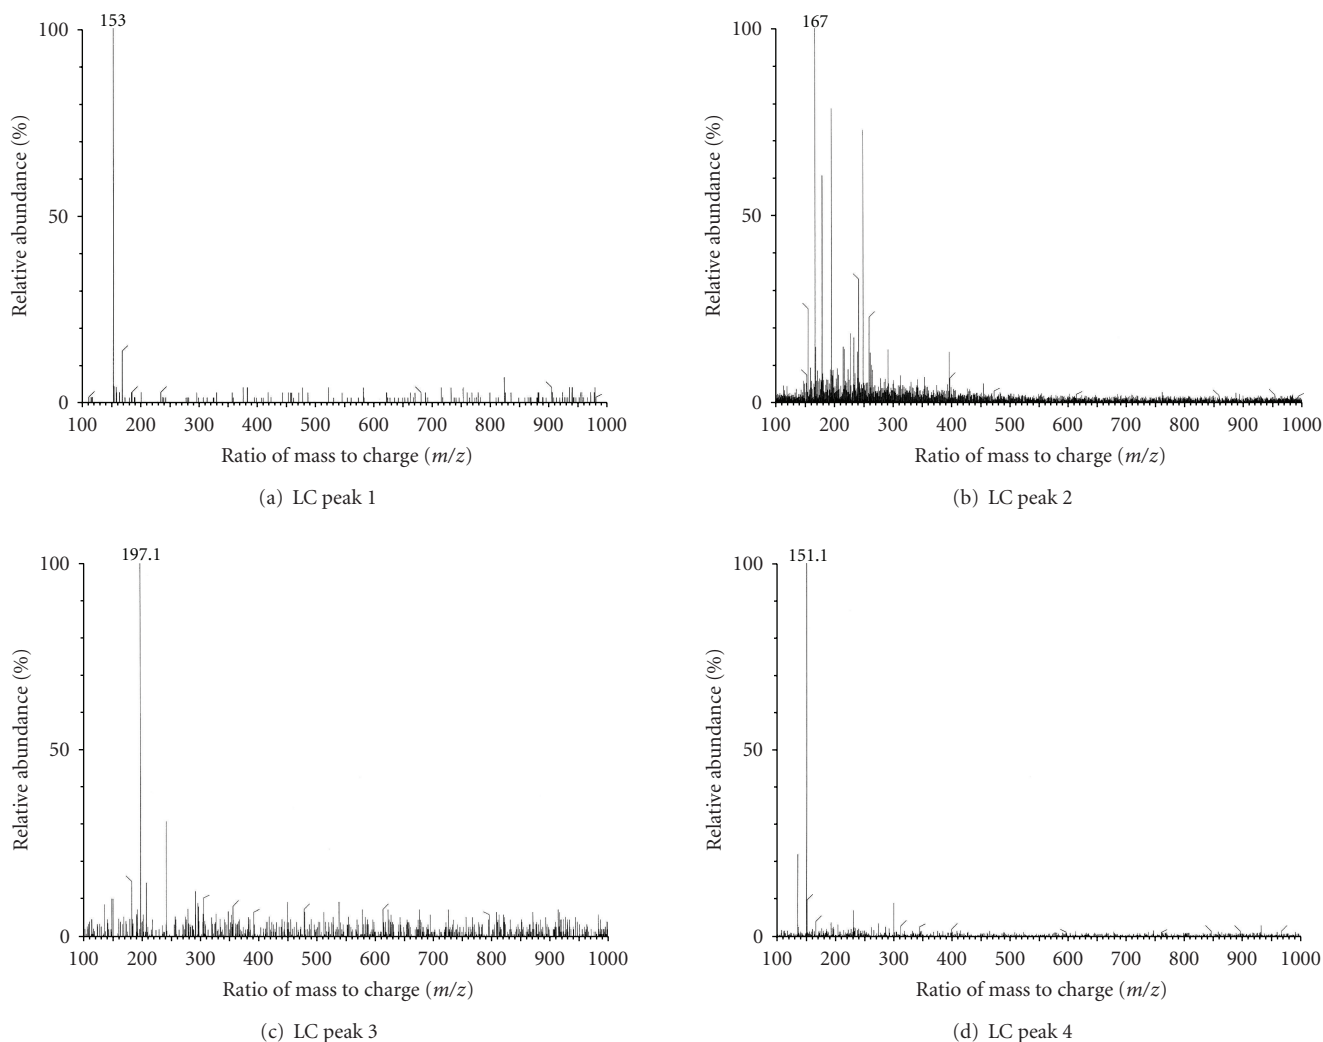 153
100
50
0
Relative abundance (%)
100 200 300 400 500 600 700 800 900 1000
Ratio of mass to charge (m/z)
(a) LC peak 1
167
100
50
0
Relative abundance (%)
100 200 300 400 500 600 700 800 900 1000
Ratio of mass to charge (m/z)
(b) LC peak 2
197.1
100
50
0
Relative abundance (%)
100 200 300 400 500 600 700 800 900 1000
Ratio of mass to charge (m/z)
(c) LC peak 3
151.1
100
50
0
Relative abundance (%)
100 200 300 400 500 600 700 800 900 1000
Ratio of mass to charge (m/z)
(d) LC peak 4